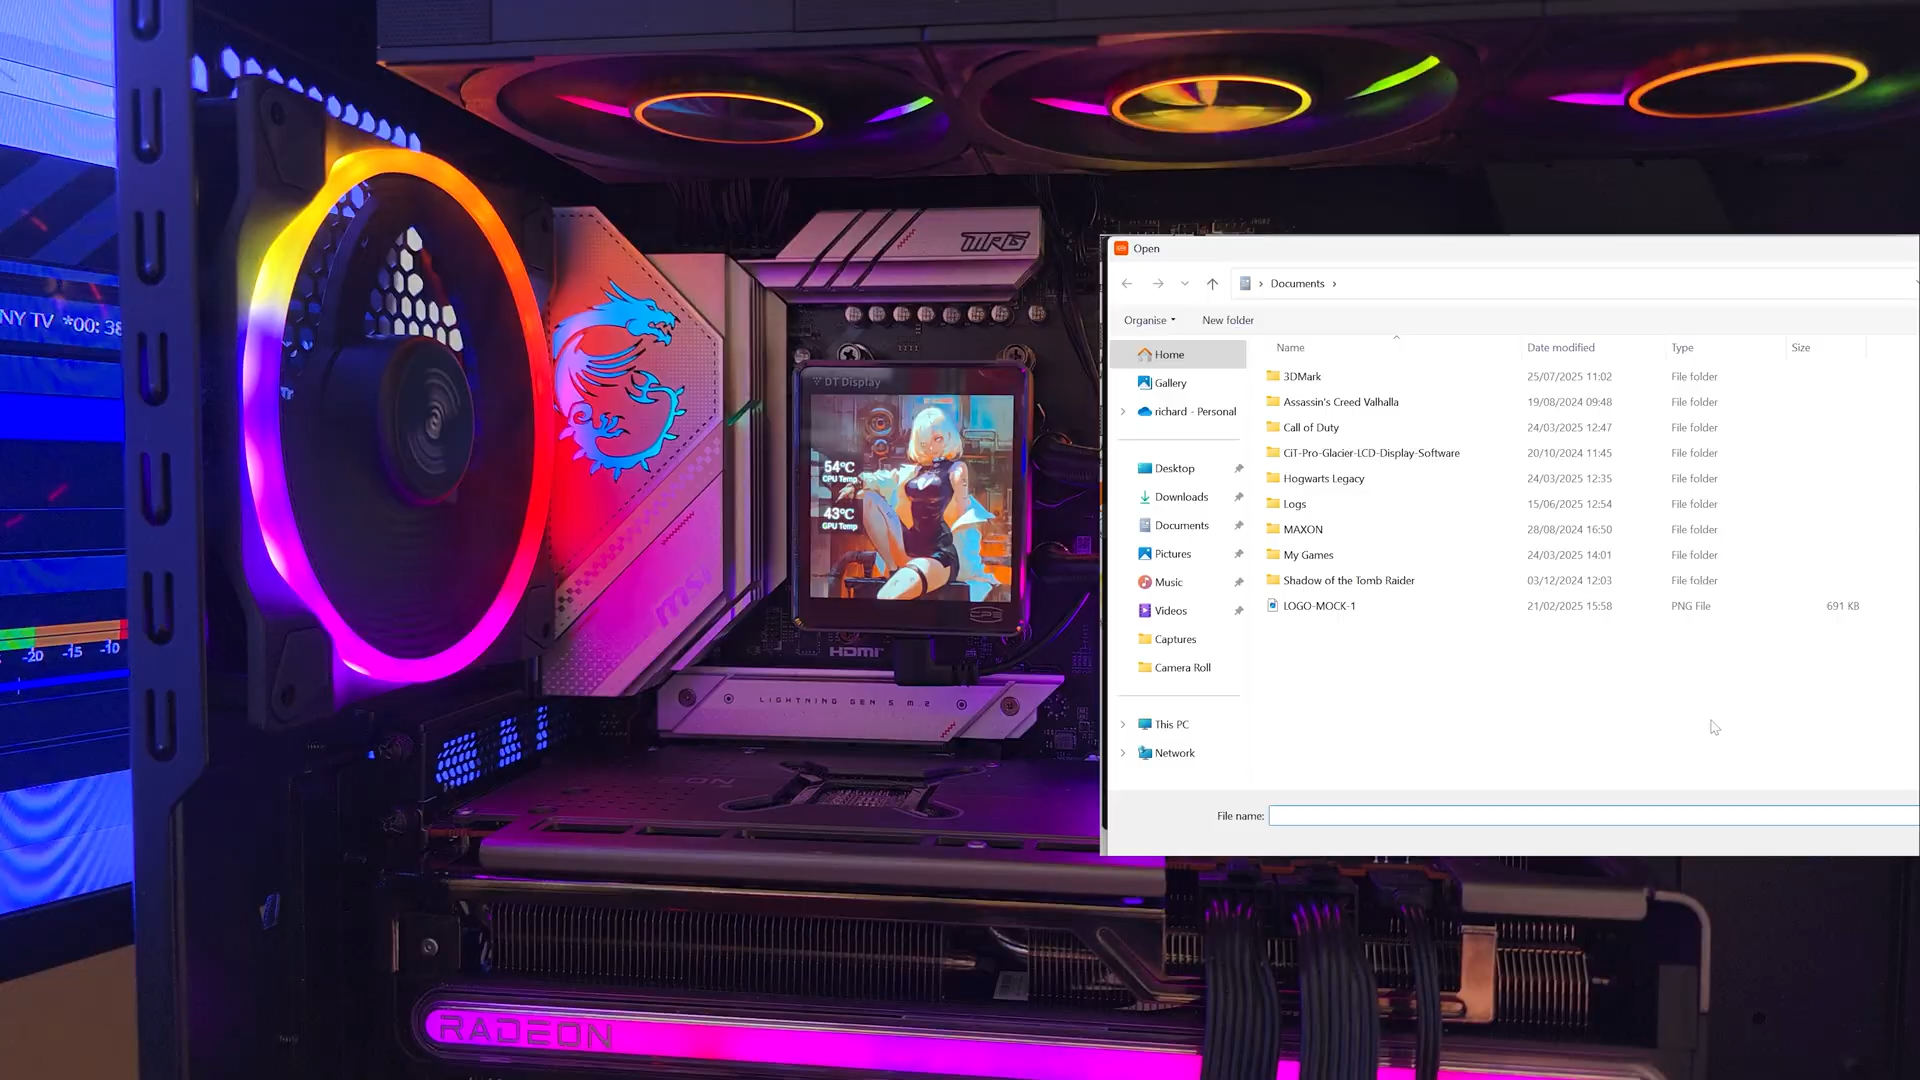 NY TV *00: 38
-20 -15 -10
MPG
DT Display
54°C
CPU Temp
43°C
GPU Temp
HDMI
msi
LIGHTNING GEN 5 M.2
RADEON
Open
Documents
Organise
New folder
Name Date modified Type Size
Home
Gallery
richard - Personal
Desktop
Downloads
Documents
Pictures
Music
Videos
Captures
Camera Roll
This PC
Network
3DMark 25/07/2025 11:02 File folder
Assassin's Creed Valhalla 19/08/2024 09:48 File folder
Call of Duty 24/03/2025 12:47 File folder
CiT-Pro-Glacier-LCD-Display-Software 20/10/2024 11:45 File folder
Hogwarts Legacy 24/03/2025 12:35 File folder
Logs 15/06/2025 12:54 File folder
MAXON 28/08/2024 16:50 File folder
My Games 24/03/2025 14:01 File folder
Shadow of the Tomb Raider 03/12/2024 12:03 File folder
LOGO-MOCK-1 21/02/2025 15:58 PNG File 691 KB
File name: